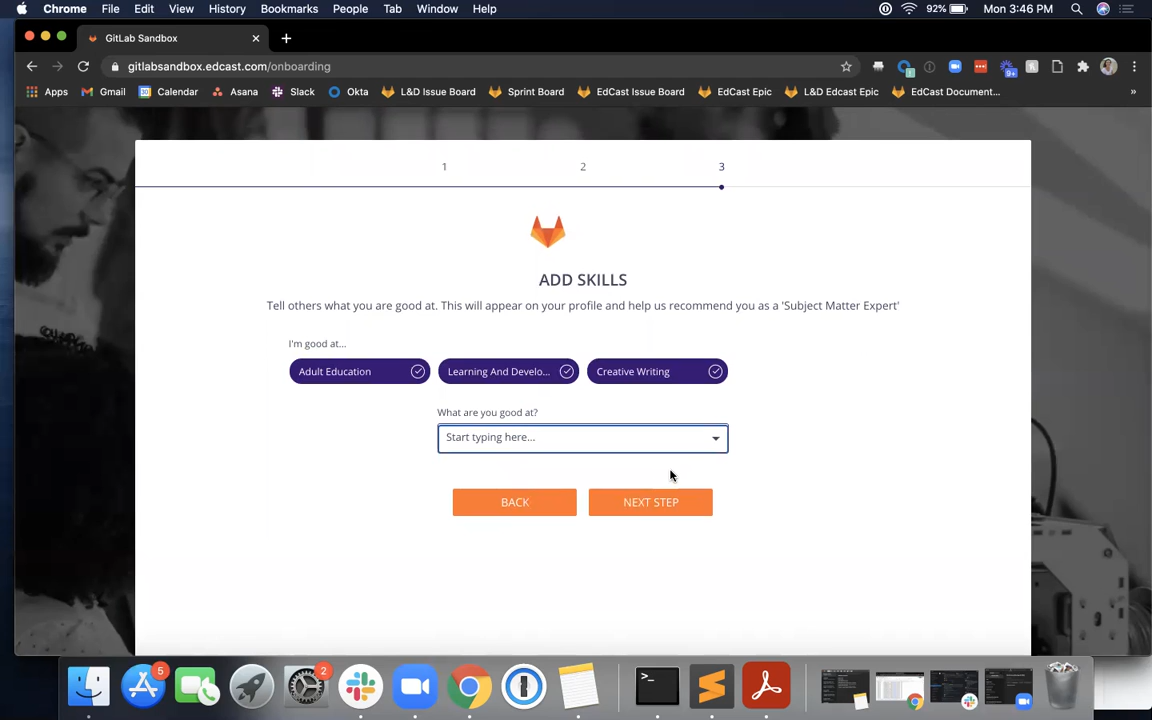 Chrome File Edit View History Bookmarks People Tab Window Help 92% Mon 3:46 PM
GitLab Sandbox
gitlabsandbox.edcast.com/onboarding
1
9+
Apps Gmail 31 Calendar Asana Slack Okta L&D Issue Board Sprint Board EdCast Issue Board EdCast Epic L&D Edcast Epic EdCast Document... »
1 2 3
ADD SKILLS
Tell others what you are good at. This will appear on your profile and help us recommend you as a 'Subject Matter Expert'
I'm good at...
Adult Education Learning And Develo... Creative Writing
What are you good at?
Start typing here...
BACK NEXT STEP
5 2